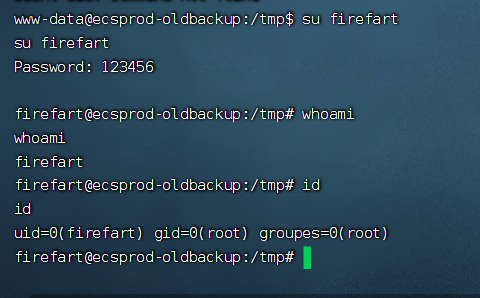 www-data@ecsprod-oldbackup:/tmp$ su firefart
su firefart
Password: 123456
firefart@ecsprod-oldbackup:/tmp# whoami
whoami
firefart
firefart@ecsprod-oldbackup:/tmp# id
id
uid=0(firefart) gid=0(root) groupes=0(root)
firefart@ecsprod-oldbackup:/tmp#